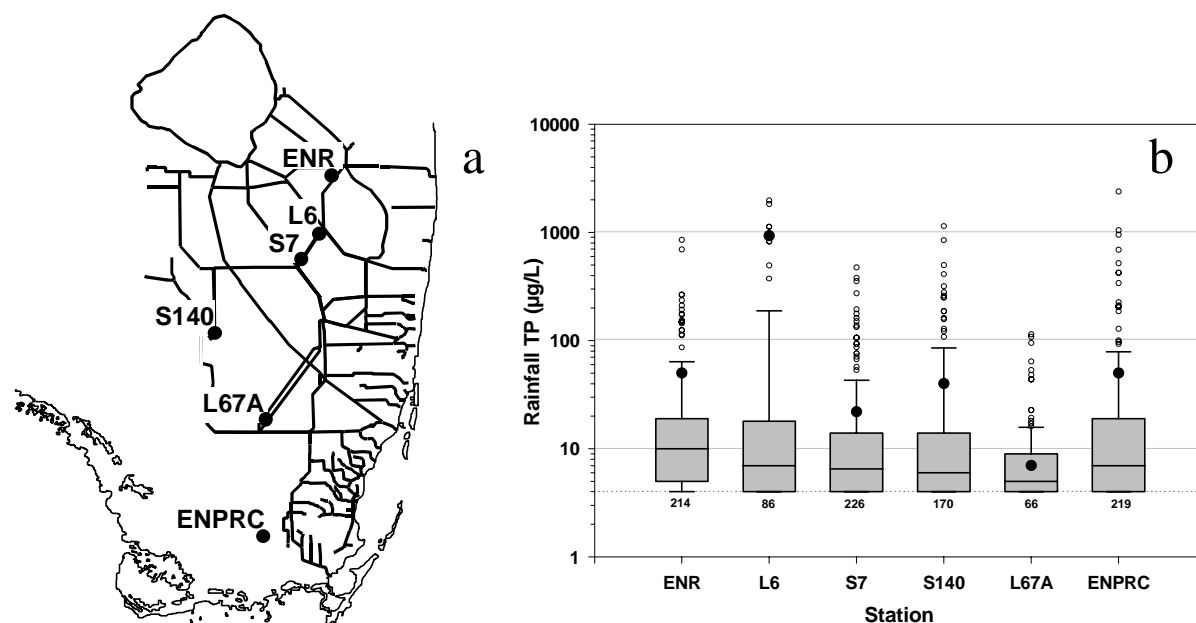 a
ENR
L6
S7
S140
L67A
ENPRC
b
Rainfall TP (µg/L)
10000
1000
100
10
1
214 86 226 170 66 219
ENR L6 S7 S140 L67A ENPRC
Station